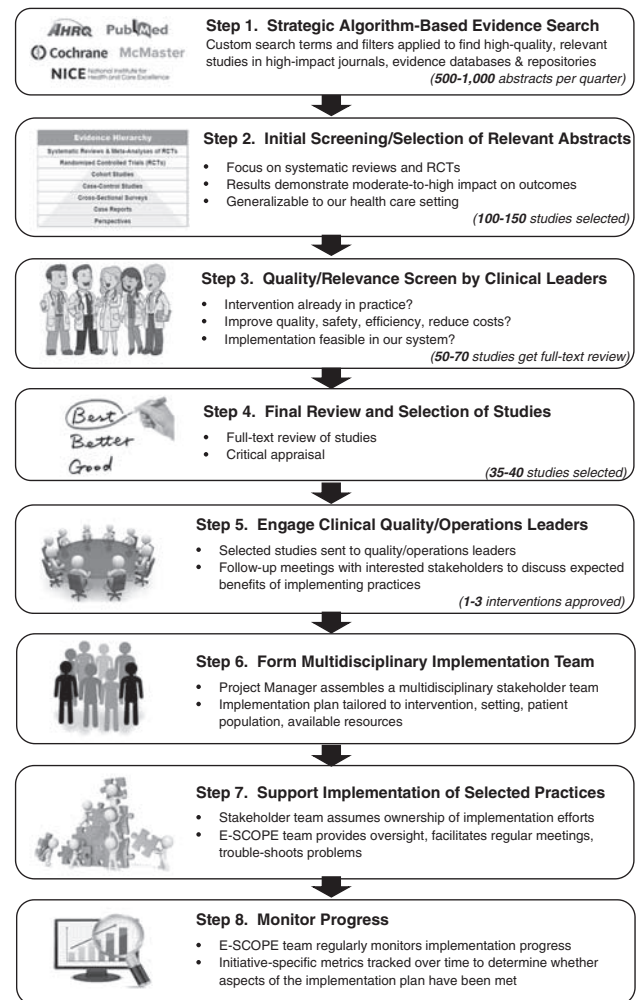 AHRQ PubMed
Cochrane McMaster
NICE National Institute for
Health and Care Excellence
Step 1. Strategic Algorithm-Based Evidence Search
Custom search terms and filters applied to find high-quality, relevant
studies in high-impact journals, evidence databases & repositories
(500-1,000 abstracts per quarter)
Evidence Hierarchy
Systematic Reviews & Meta-Analyses of RCTs
Randomized Controlled Trials (RCTs)
Cohort Studies
Case-Control Studies
Cross-Sectional Surveys
Case Reports
Perspectives
Step 2. Initial Screening/Selection of Relevant Abstracts
• Focus on systematic reviews and RCTs
• Results demonstrate moderate-to-high impact on outcomes
• Generalizable to our health care setting
(100-150 studies selected)
Step 3. Quality/Relevance Screen by Clinical Leaders
• Intervention already in practice?
• Improve quality, safety, efficiency, reduce costs?
• Implementation feasible in our system?
(50-70 studies get full-text review)
Best
Better
Good
Step 4. Final Review and Selection of Studies
• Full-text review of studies
• Critical appraisal
(35-40 studies selected)
Step 5. Engage Clinical Quality/Operations Leaders
• Selected studies sent to quality/operations leaders
• Follow-up meetings with interested stakeholders to discuss expected
benefits of implementing practices
(1-3 interventions approved)
Step 6. Form Multidisciplinary Implementation Team
• Project Manager assembles a multidisciplinary stakeholder team
• Implementation plan tailored to intervention, setting, patient
population, available resources
Step 7. Support Implementation of Selected Practices
• Stakeholder team assumes ownership of implementation efforts
• E-SCOPE team provides oversight, facilitates regular meetings,
trouble-shoots problems
Step 8. Monitor Progress
• E-SCOPE team regularly monitors implementation progress
• Initiative-specific metrics tracked over time to determine whether
aspects of the implementation plan have been met